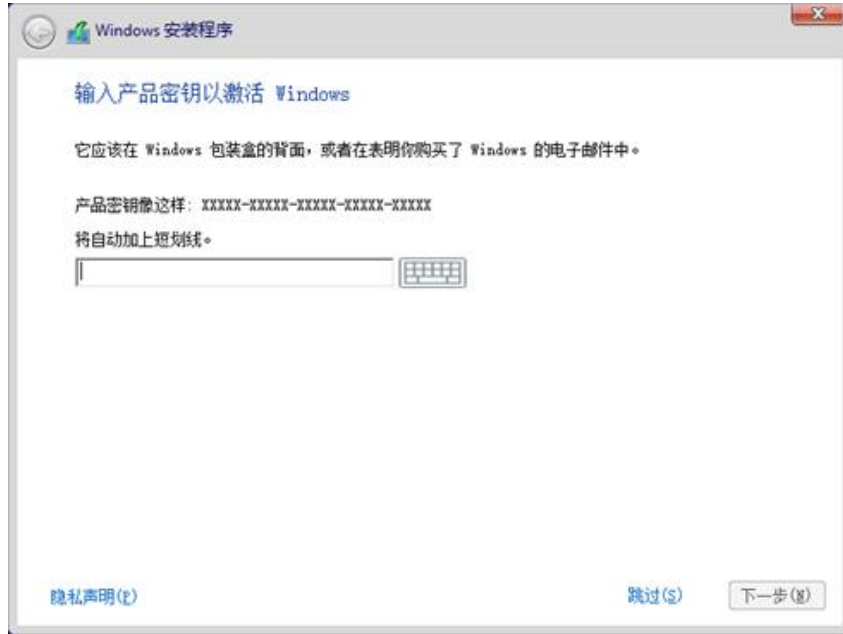 Windows 安装程序
输入产品密钥以激活 Windows
它应该在 Windows 包装盒的背面，或者在表明你购买了 Windows 的电子邮件中。
产品密钥像这样: XXXXX-XXXXX-XXXXX-XXXXX-XXXXX
将自动加上短划线。
隐私声明(P)
跳过(S)
下一步(N)